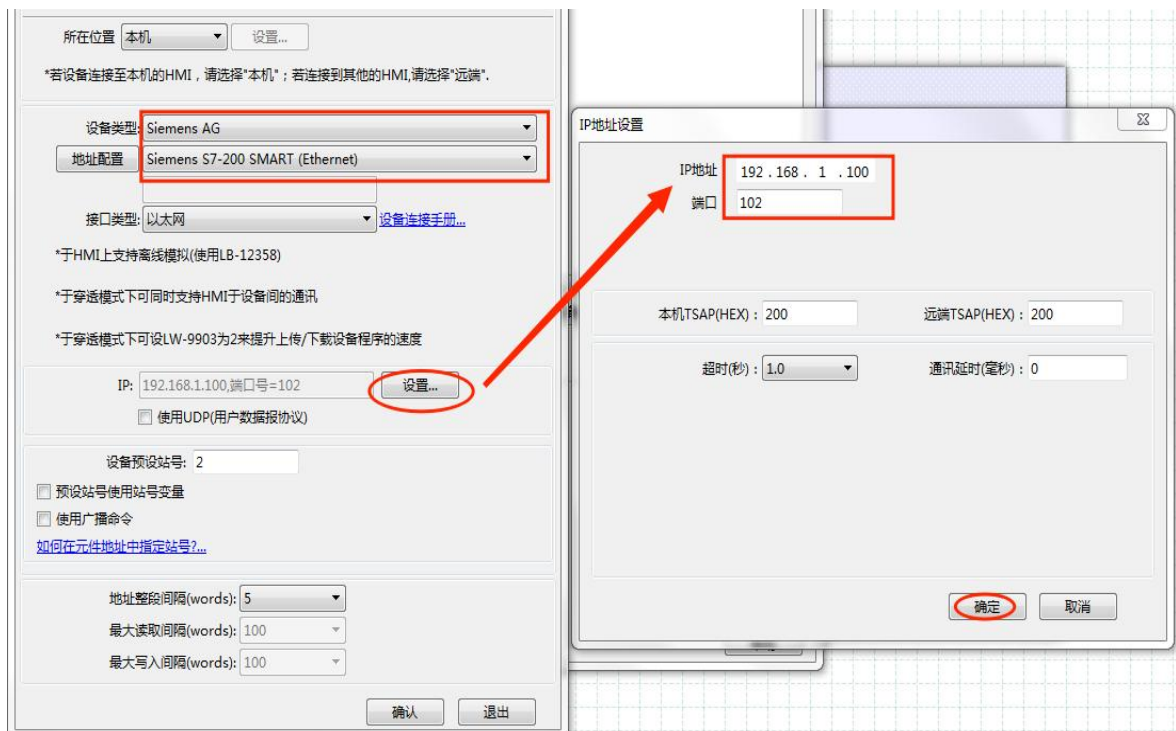 所在位置 本机 设置...
*若设备连接至本机的HMI，请选择"本机"；若连接到其他的HMI,请选择"远端".
设备类型: Siemens AG
地址配置 Siemens S7-200 SMART (Ethernet)
接口类型: 以太网 设备连接手册...
*于HMI上支持离线模拟(使用LB-12358)
*于穿透模式下可同时支持HMI于设备间的通讯
*于穿透模式下可设LW-9903为2来提升上传/下载设备程序的速度
IP: 192.168.1.100,端口号=102 设置...
使用UDP(用户数据报协议)
设备预设站号: 2
预设站号使用站号变量
使用广播命令
如何在元件地址中指定站号?...
地址整段间隔(words): 5
最大读取间隔(words): 100
最大写入间隔(words): 100
确认 退出
IP地址设置
IP地址 192 . 168 . 1 . 100
端口 102
本机TSAP(HEX) : 200 远端TSAP(HEX) : 200
超时(秒) : 1.0 通讯延时(毫秒) : 0
确定 取消